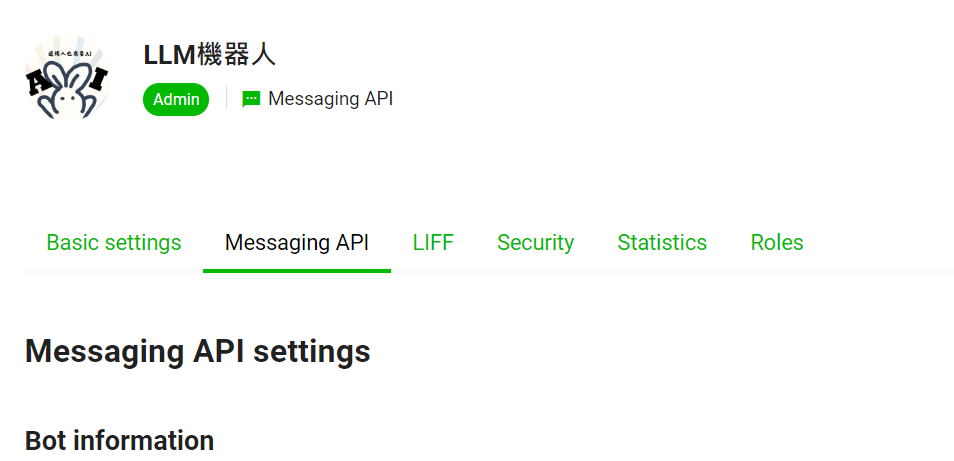 LLM機器人
Admin
Messaging API
Basic settings
Messaging API
LIFF
Security
Statistics
Roles
Messaging API settings
Bot information
AI